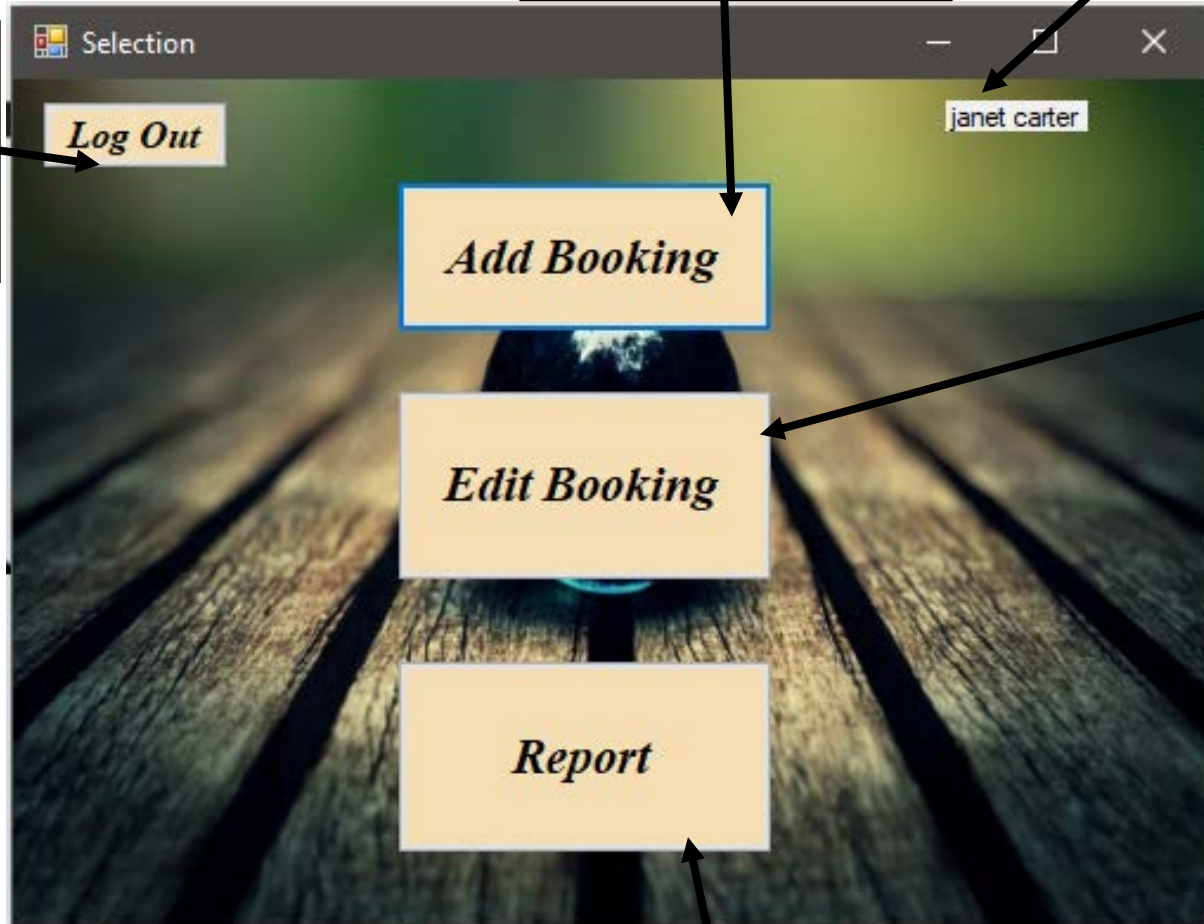 Selection
Log Out
janet carter
Add Booking
Edit Booking
Report